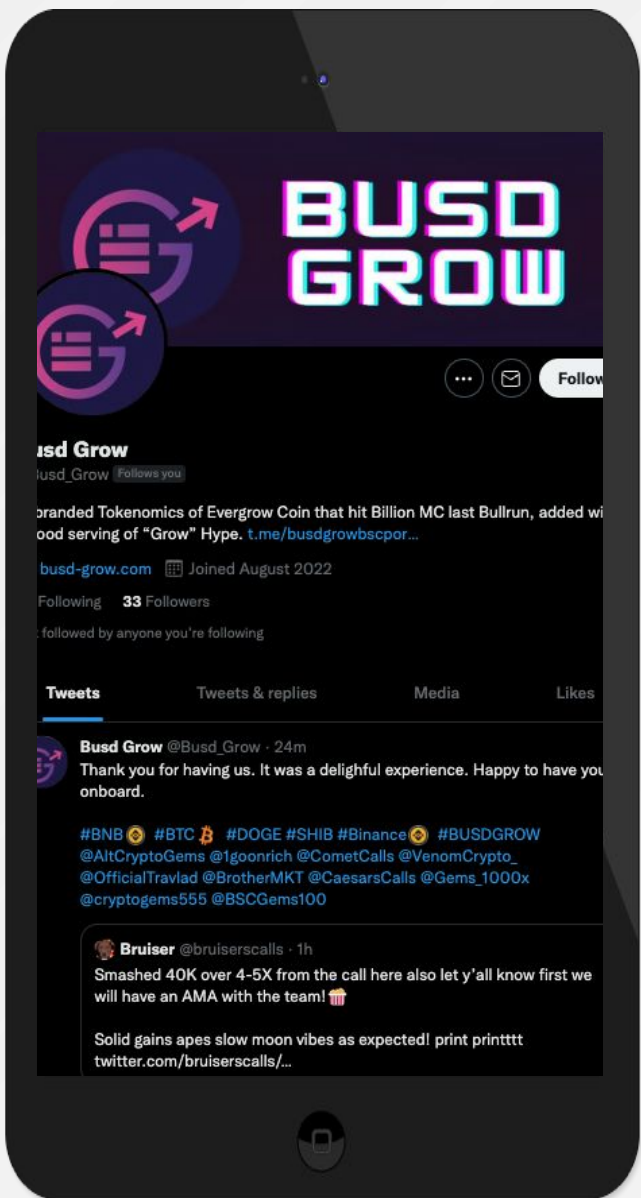 BUSD
GROW
Follow
usd Grow
Busd_Grow Follows you
branded Tokenomics of Evergrow Coin that hit Billion MC last Bullrun, added wi
ood serving of “Grow” Hype. t.me/busdgrowbscpor...
busd-grow.com Joined August 2022
Following 33 Followers
followed by anyone you're following
Tweets Tweets & replies Media Likes
Busd Grow @Busd_Grow · 24m
Thank you for having us. It was a delighful experience. Happy to have you
onboard.
#BNB #BTC #DOGE #SHIB #Binance #BUSDGROW
@AltCryptoGems @1goonrich @CometCalls @VenomCrypto_
@OfficialTravlad @BrotherMKT @CaesarsCalls @Gems_1000x
@cryptogems555 @BSCGems100
Bruiser @bruiserscalls · 1h
Smashed 40K over 4-5X from the call here also let y'all know first we
will have an AMA with the team!🍿
Solid gains apes slow moon vibes as expected! print printttt
twitter.com/bruiserscalls/...